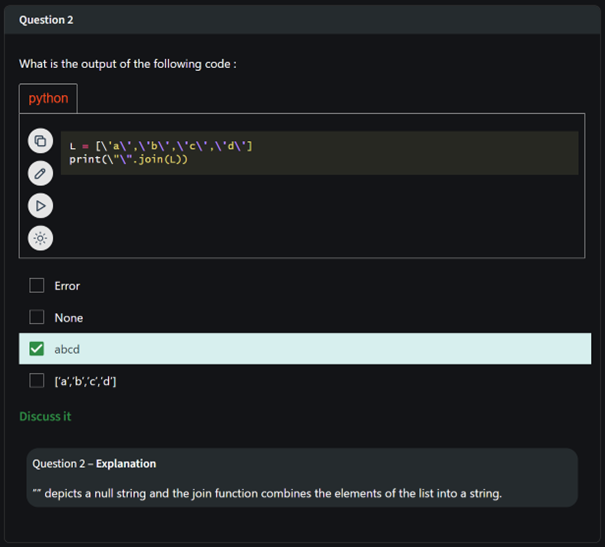 Question 2
What is the output of the following code :
python
L = [\'a\',\'b\',\'c\',\'d\']
print(\"\".join(L))
Error
None
abcd
['a','b','c','d']
Discuss it
Question 2 – Explanation
"" depicts a null string and the join function combines the elements of the list into a string.